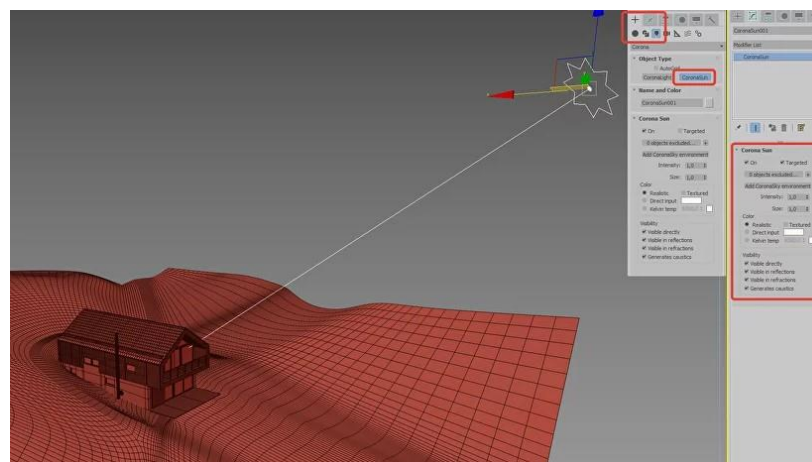 Corona
Object Type
AutoGrid
CoronaLight CoronaSun
Name and Color
CoronaSun001
Corona Sun
On Targeted
0 objects excluded... +
Add CoronaSky environment
Intensity: 1,0
Size: 1,0
Color
Realistic Textured
Direct input
Kelvin temp
Visibility
Visible directly
Visible in reflections
Visible in refractions
Generates caustics
CoronaSun001
Modifier List
CoronaSun
Corona Sun
On Targeted
0 objects excluded... +
Add CoronaSky environment
Intensity: 1,0
Size: 1,0
Color
Realistic Textured
Direct input
Kelvin temp
Visibility
Visible directly
Visible in reflections
Visible in refractions
Generates caustics